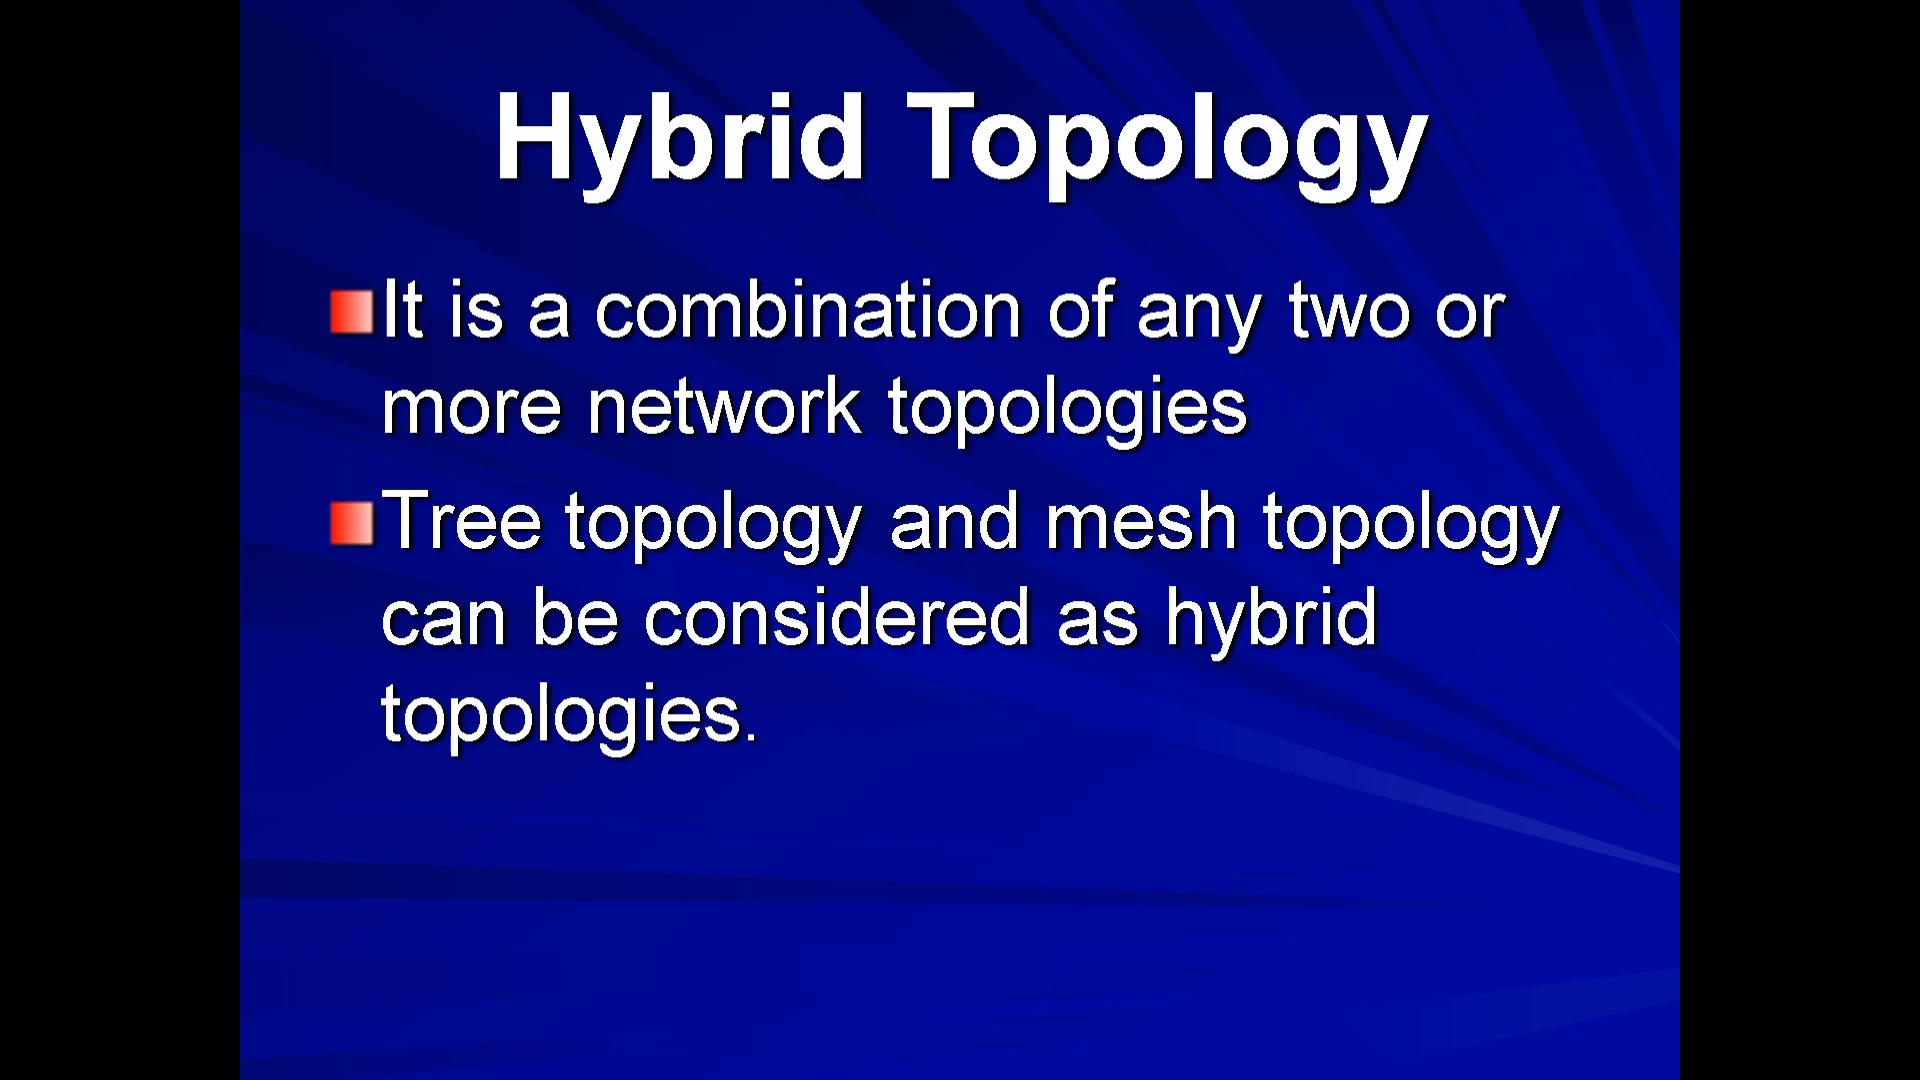 Hybrid Topology
It is a combination of any two or
more network topologies
Tree topology and mesh topology
can be considered as hybrid
topologies.